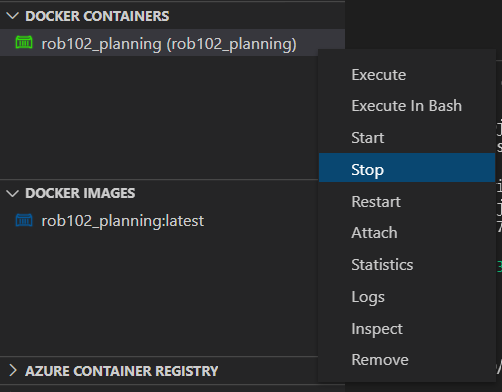 DOCKER CONTAINERS
rob102_planning (rob102_planning)
Execute
Execute In Bash
Start
Stop
Restart
Attach
Statistics
Logs
Inspect
Remove
DOCKER IMAGES
rob102_planning:latest
AZURE CONTAINER REGISTRY